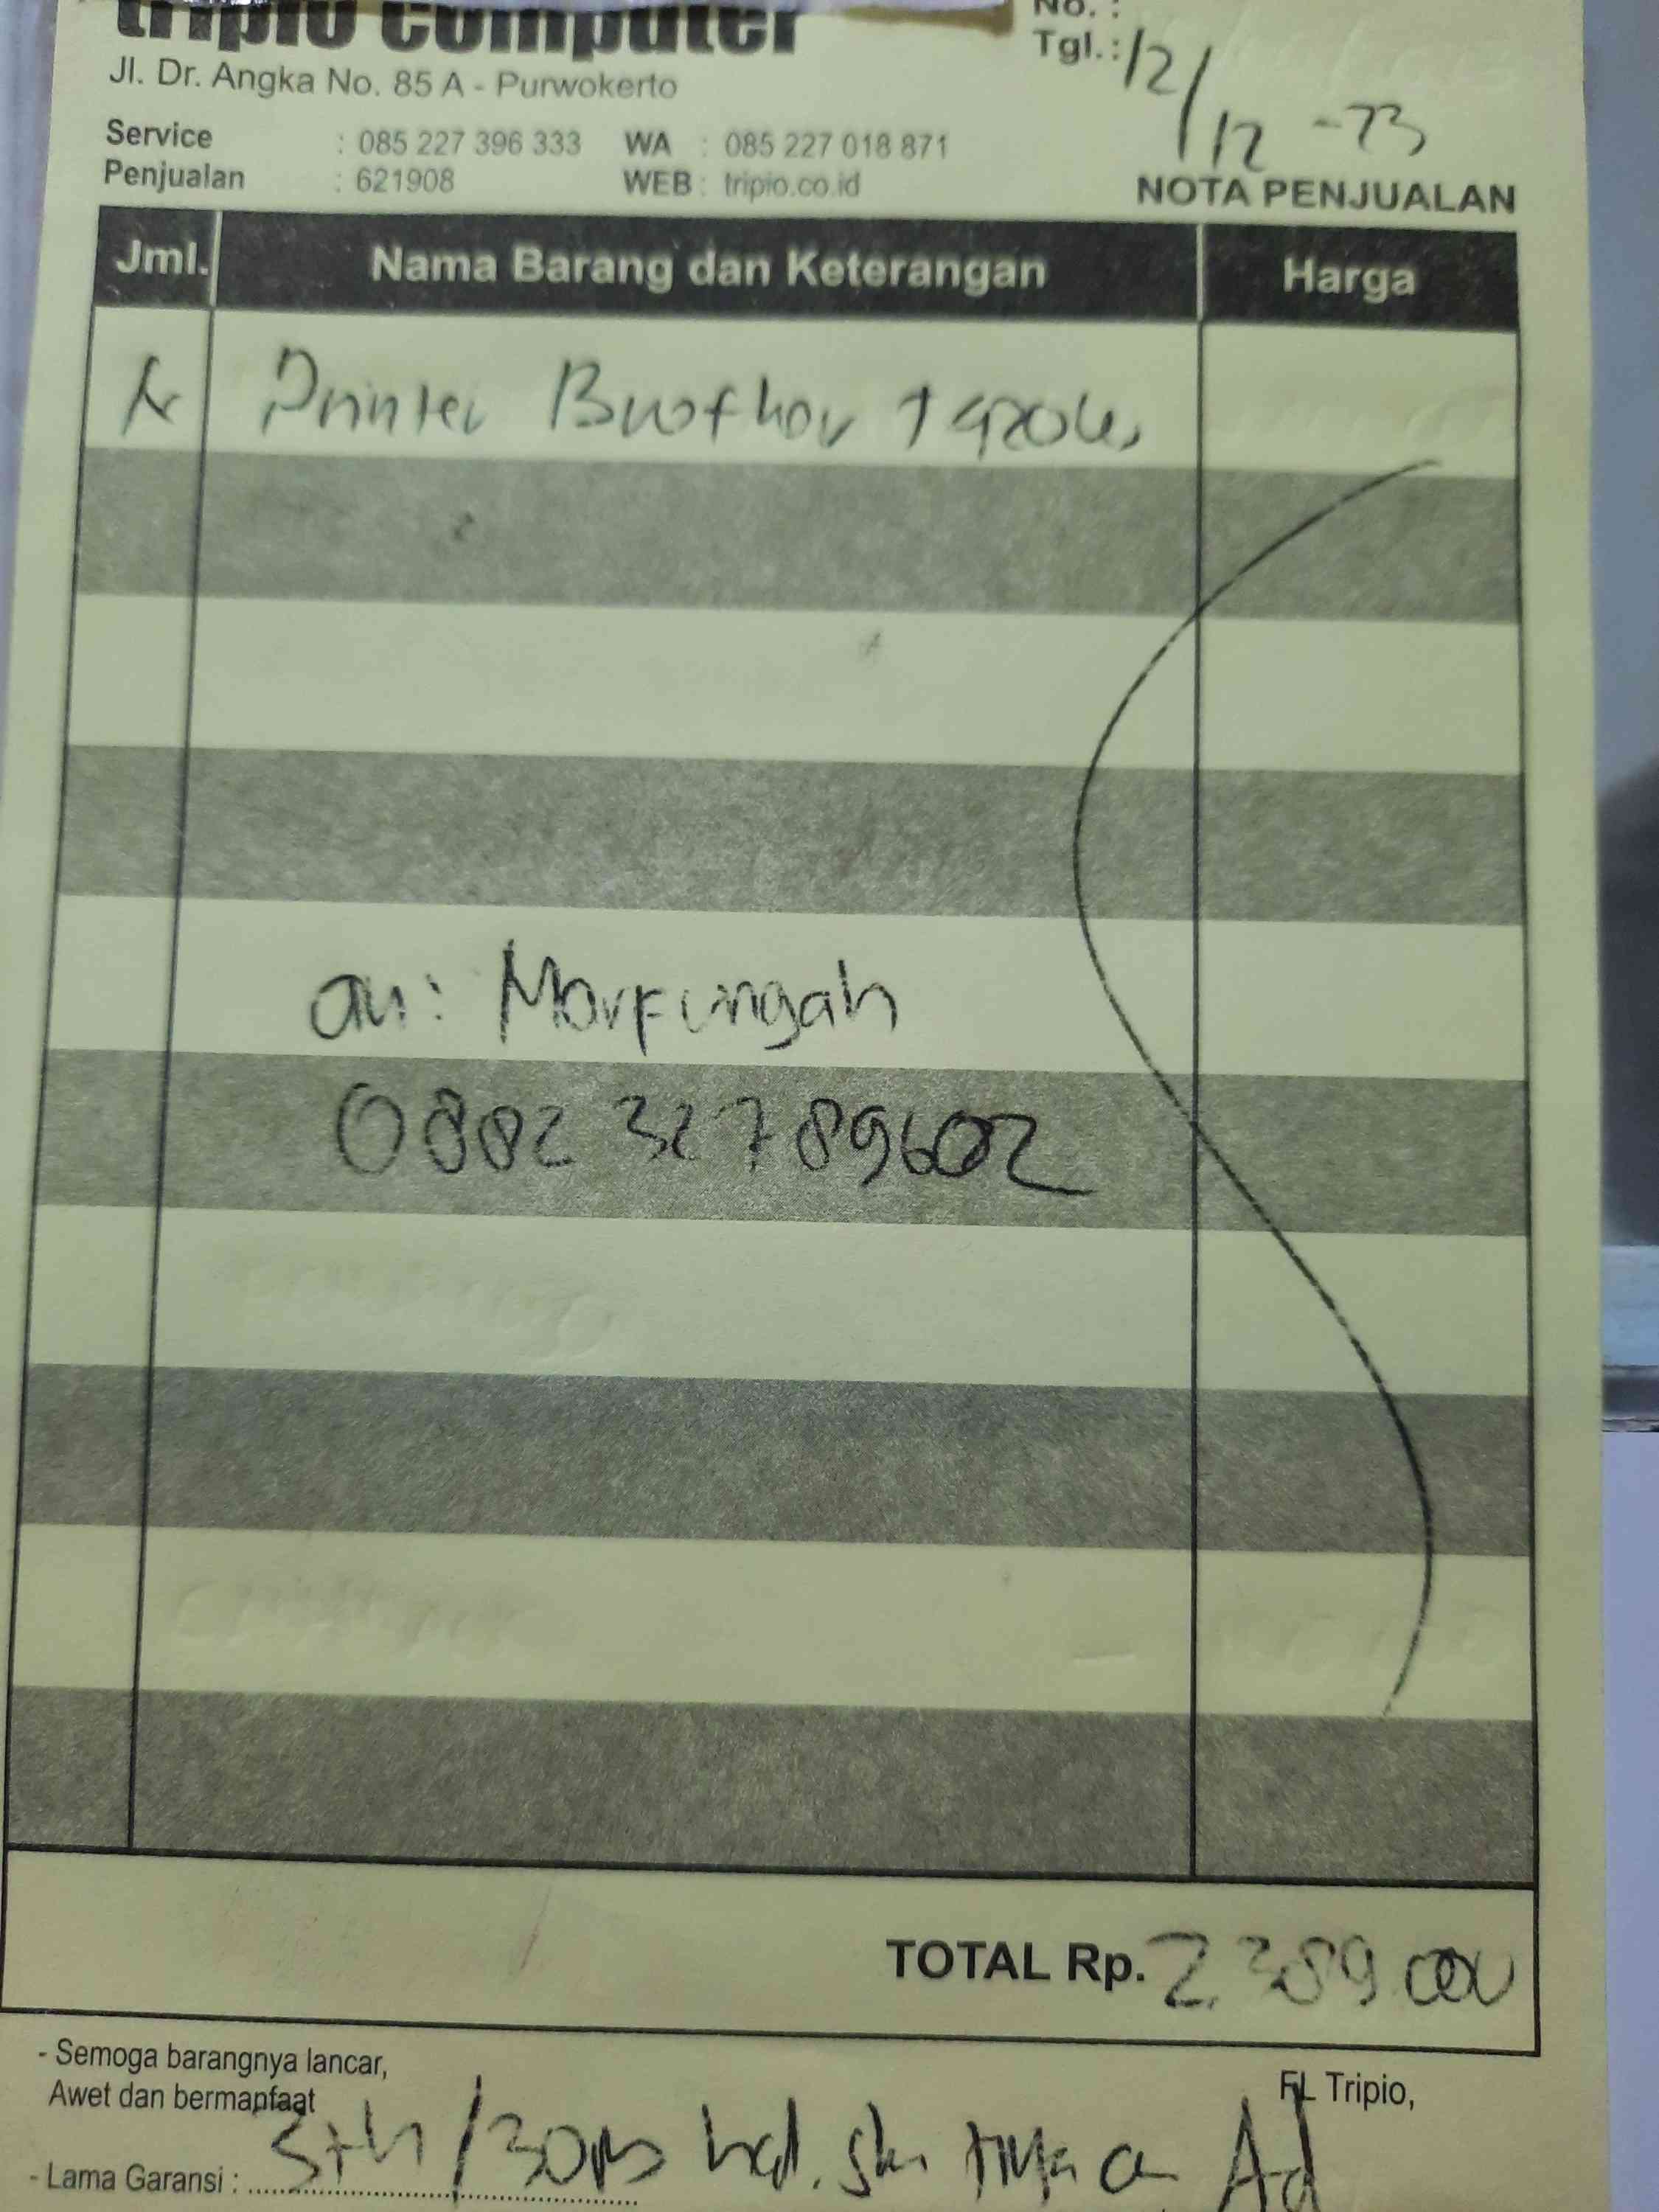 tripio computer
No. :
Tgl. : 12/12 -23
Jl. Dr. Angka No. 85 A - Purwokerto
Service : 085 227 396 333 WA : 085 227 018 871
Penjualan : 621908 WEB : tripio.co.id
NOTA PENJUALAN
Jml. Nama Barang dan Keterangan Harga
Printer Brother
an: Marfungah
0882 32789602
TOTAL Rp. 2.389.000
- Semoga barangnya lancar,
Awet dan bermanfaat
FL Tripio,
- Lama Garansi : 3th/30